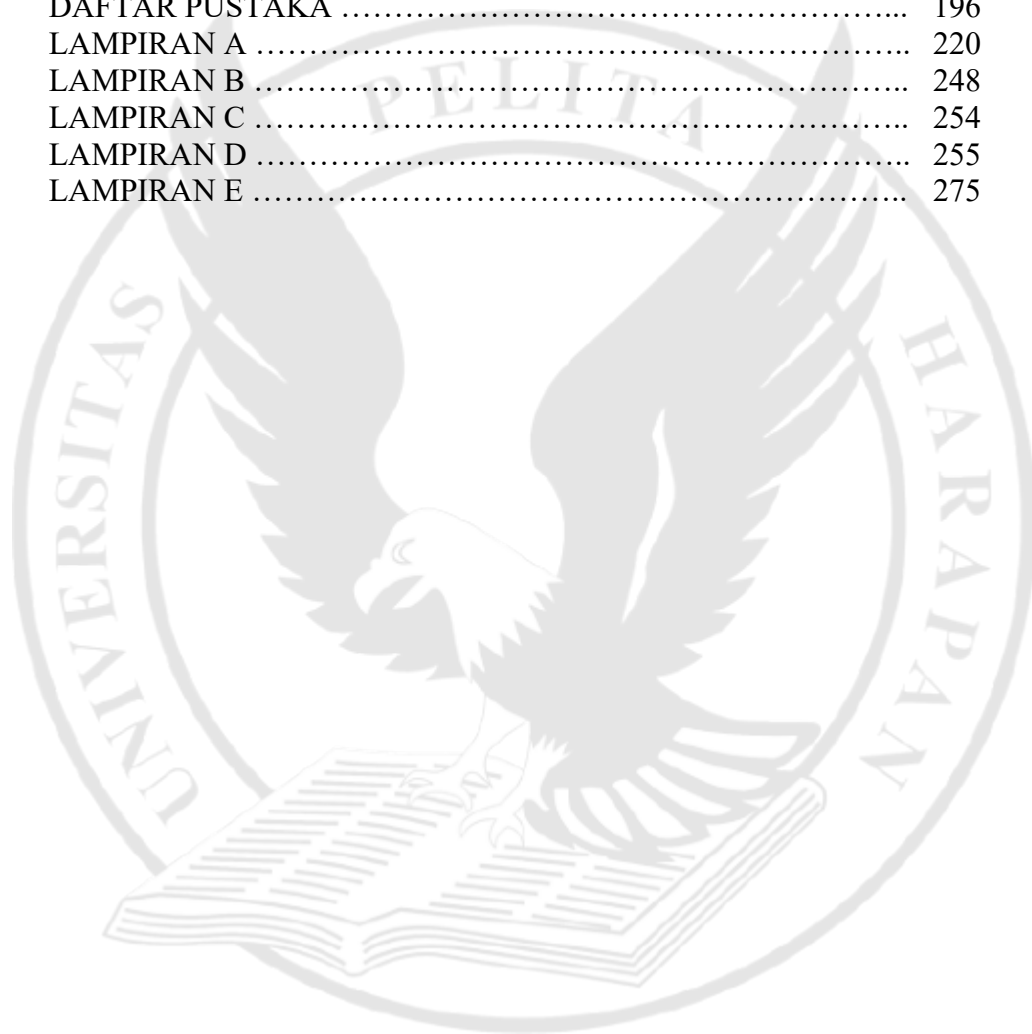 DAFTAR PUSTAKA ……………………………………………... 196
LAMPIRAN A …………………………………………………….. 220
LAMPIRAN B …………………………………………………….. 248
LAMPIRAN C …………………………………………………….. 254
LAMPIRAN D …………………………………………………….. 255
LAMPIRAN E …………………………………………………….. 275
UNIVERSITAS PELITA HARAPAN